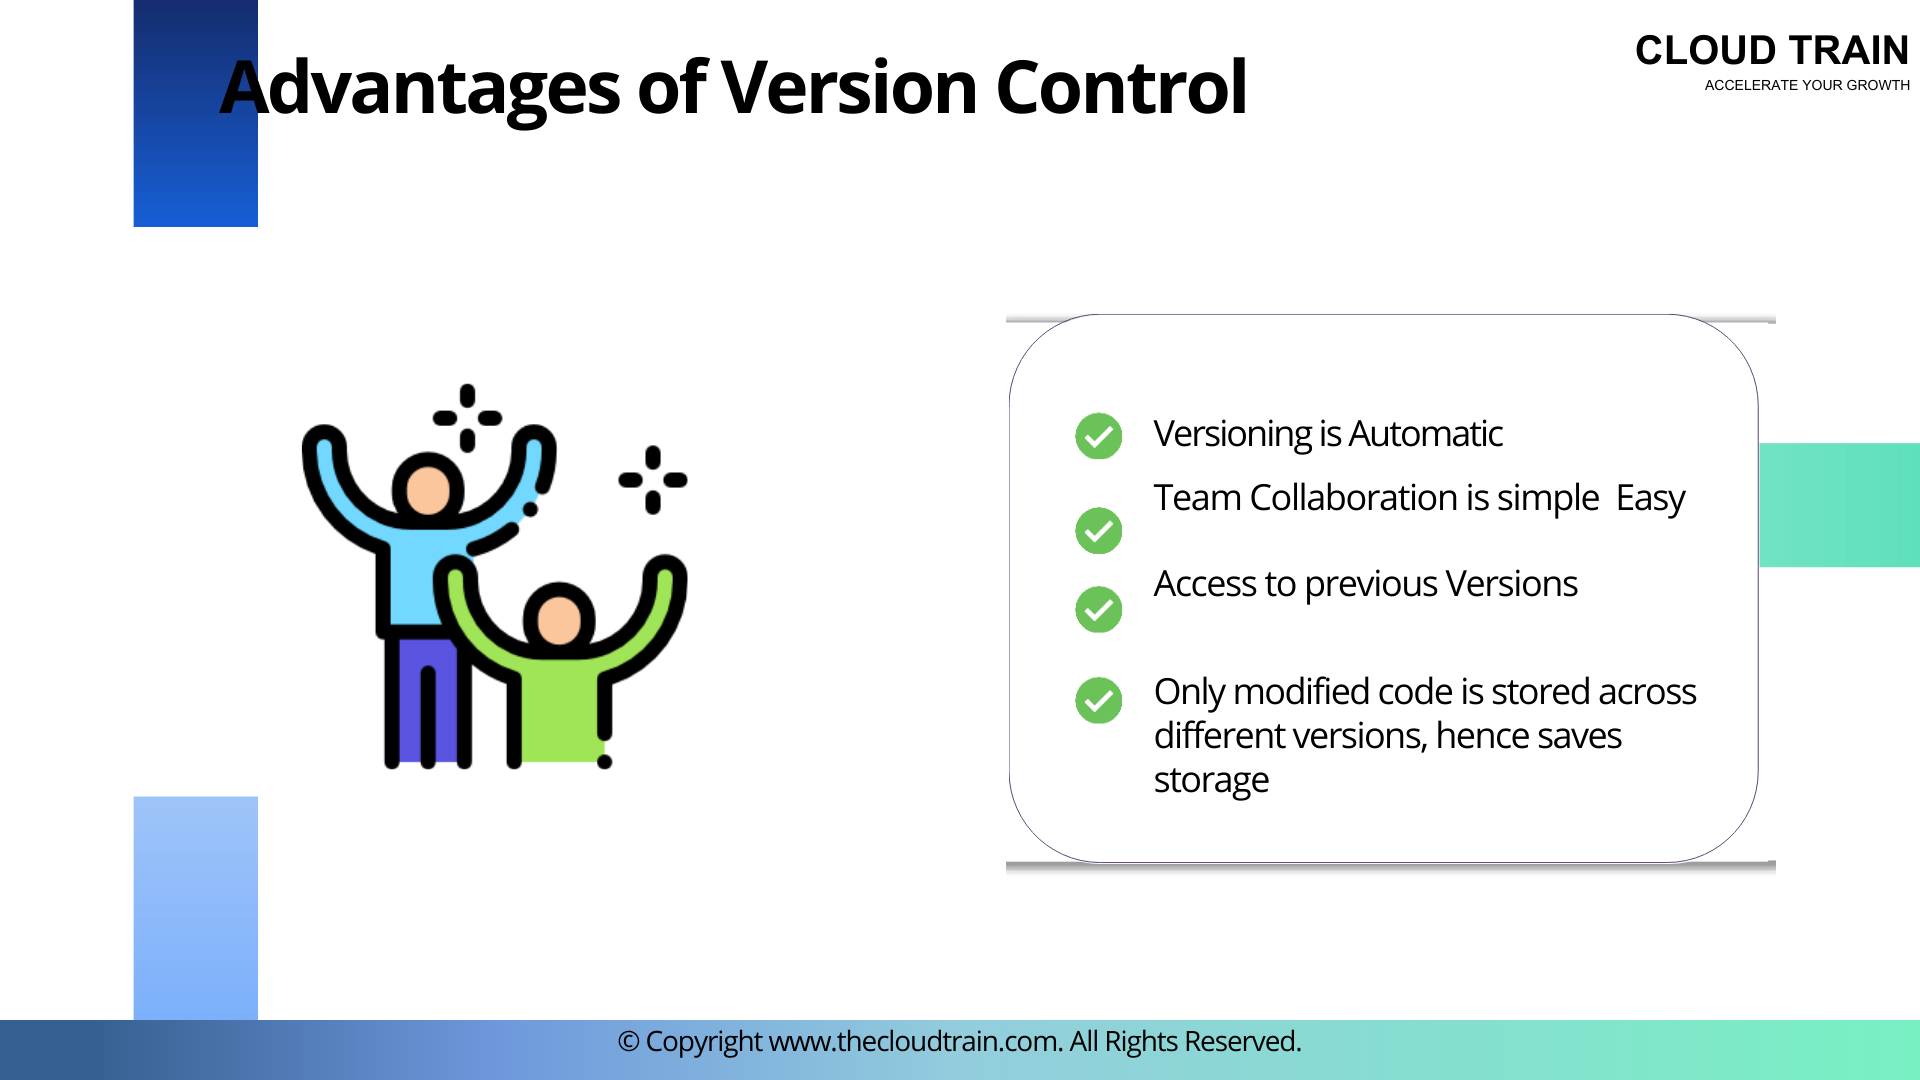 Advantages of Version Control
CLOUD TRAIN
ACCELERATE YOUR GROWTH
Versioning is Automatic
Team Collaboration is simple  Easy
Access to previous Versions
Only modified code is stored across
different versions, hence saves
storage
© Copyright www.thecloudtrain.com. All Rights Reserved.